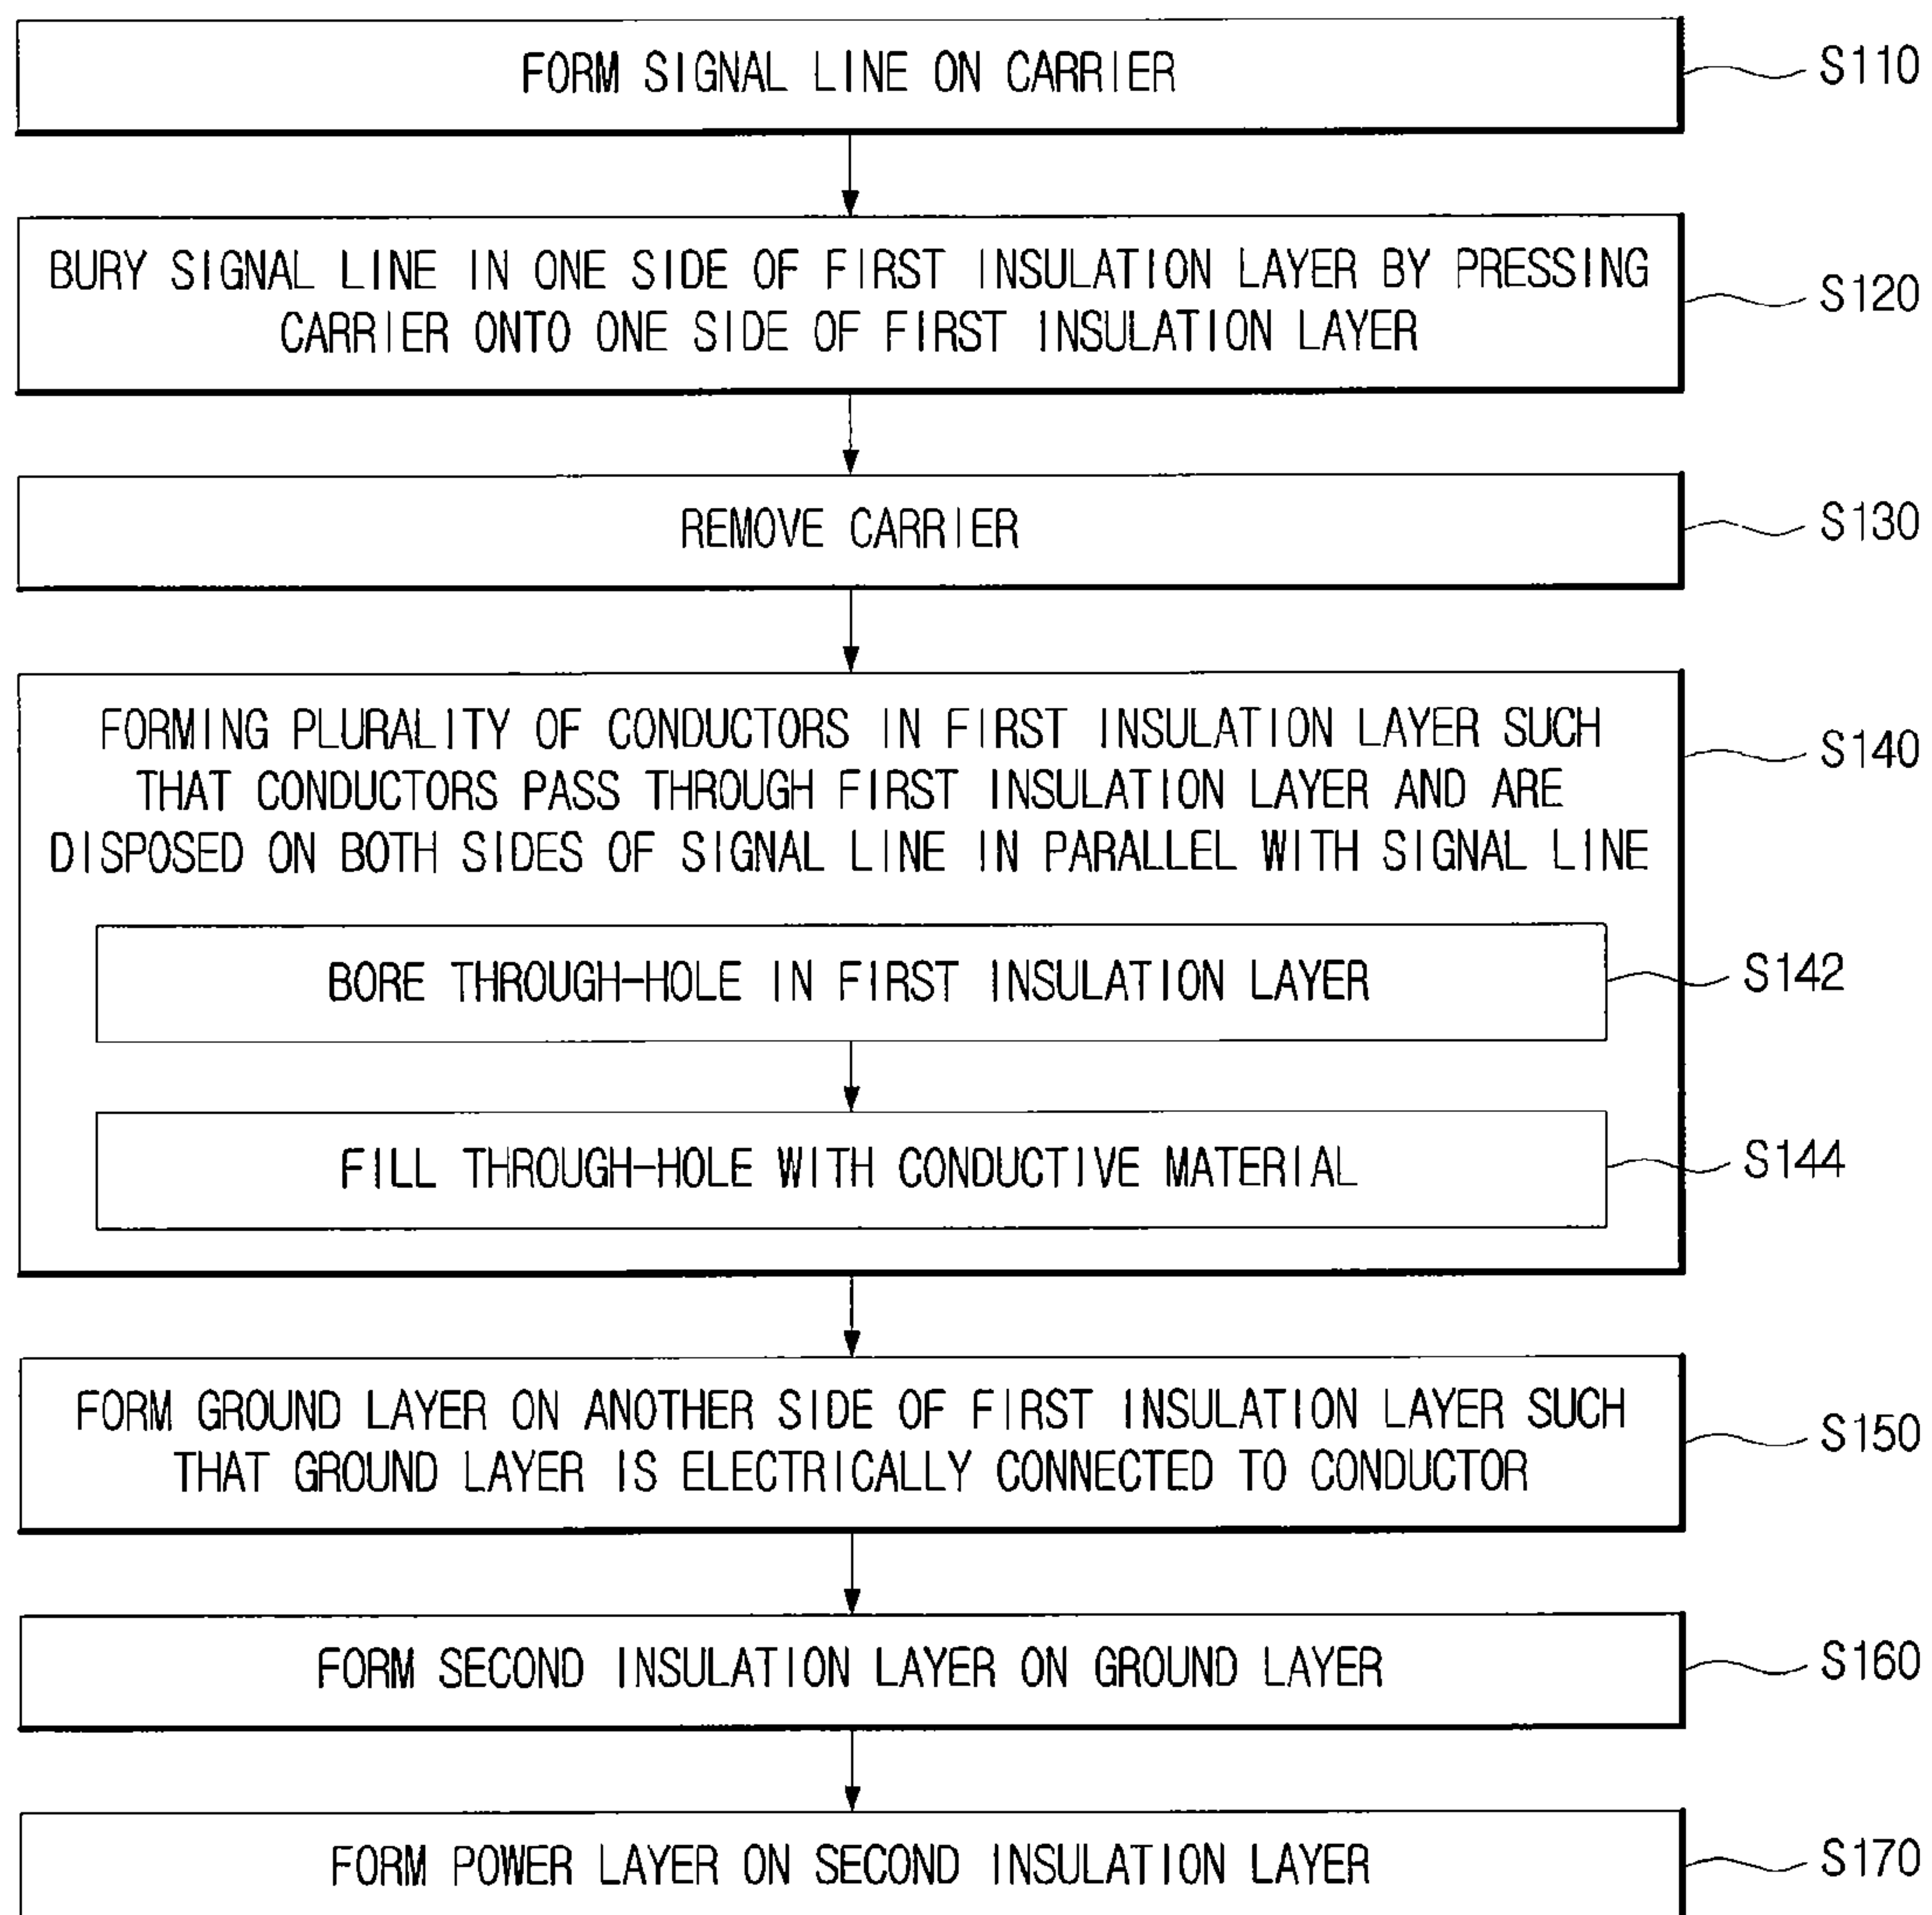 FORM SIGNAL LINE ON CARRIER
S110
BURY SIGNAL LINE IN ONE SIDE OF FIRST INSULATION LAYER BY PRESSING
CARRIER ONTO ONE SIDE OF FIRST INSULATION LAYER
S120
REMOVE CARRIER
S130
FORMING PLURALITY OF CONDUCTORS IN FIRST INSULATION LAYER SUCH
THAT CONDUCTORS PASS THROUGH FIRST INSULATION LAYER AND ARE
DISPOSED ON BOTH SIDES OF SIGNAL LINE IN PARALLEL WITH SIGNAL LINE
S140
BORE THROUGH-HOLE IN FIRST INSULATION LAYER
S142
FILL THROUGH-HOLE WITH CONDUCTIVE MATERIAL
S144
FORM GROUND LAYER ON ANOTHER SIDE OF FIRST INSULATION LAYER SUCH
THAT GROUND LAYER IS ELECTRICALLY CONNECTED TO CONDUCTOR
S150
FORM SECOND INSULATION LAYER ON GROUND LAYER
S160
FORM POWER LAYER ON SECOND INSULATION LAYER
S170